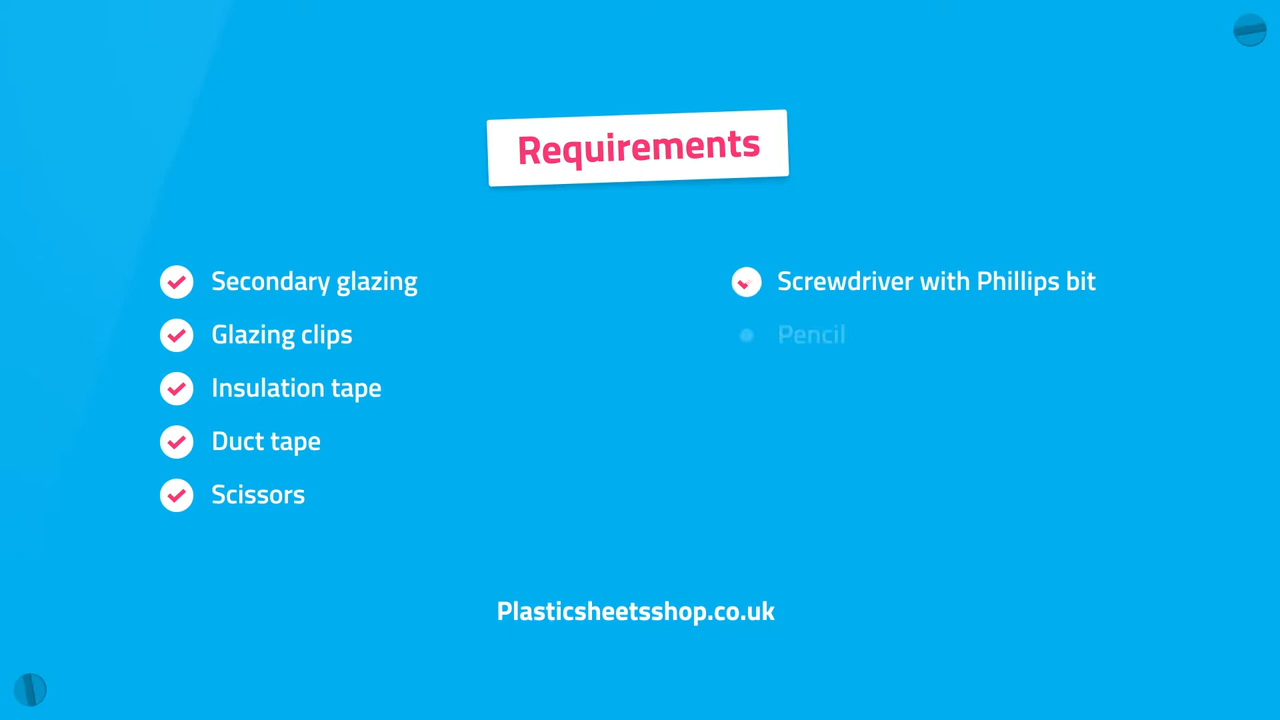 Requirements
Secondary glazing
Glazing clips
Insulation tape
Duct tape
Scissors
Screwdriver with Phillips bit
Pencil
Plasticsheetsshop.co.uk